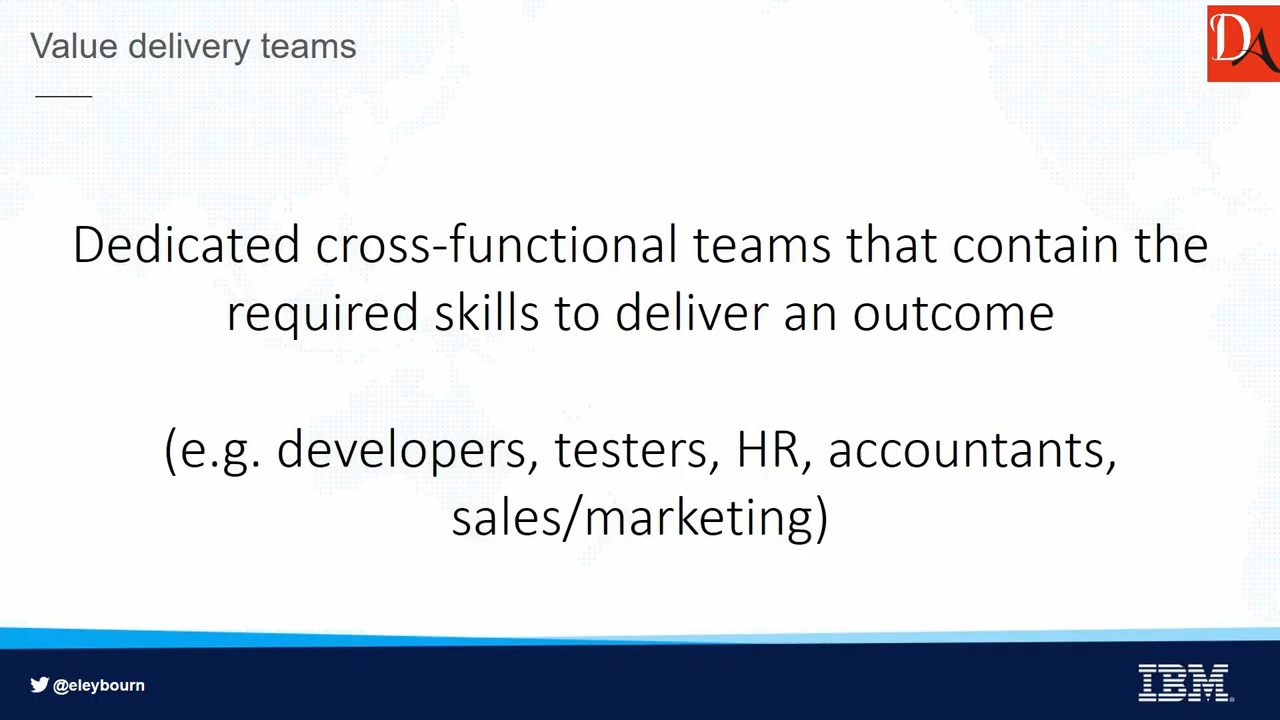 Value delivery teams
DA
Dedicated cross-functional teams that contain the
required skills to deliver an outcome
(e.g. developers, testers, HR, accountants,
sales/marketing)
@eleybourn
IBM®